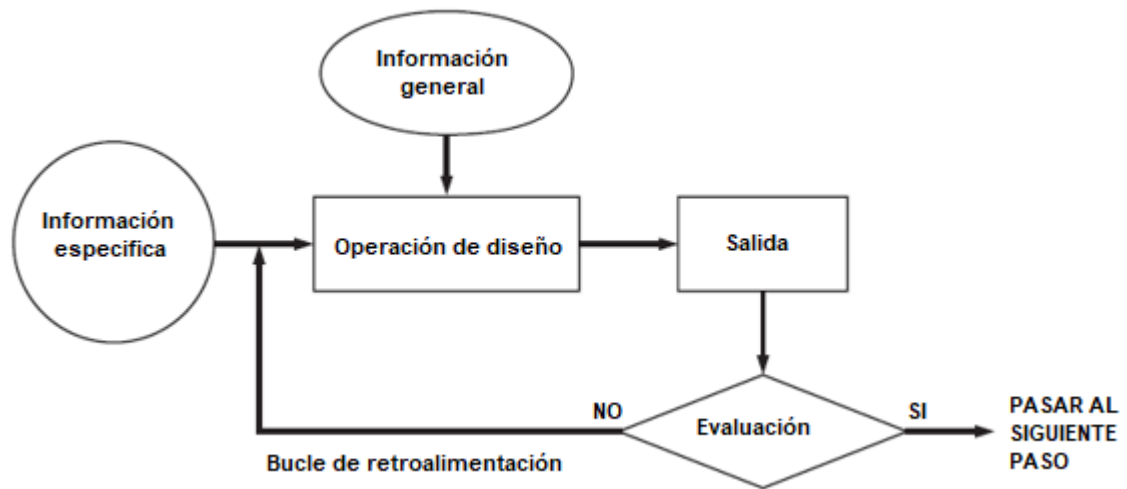 Información
general
Información
especifica
Operación de diseño
Salida
Evaluación
NO
SI
PASAR AL
SIGUIENTE
PASO
Bucle de retroalimentación